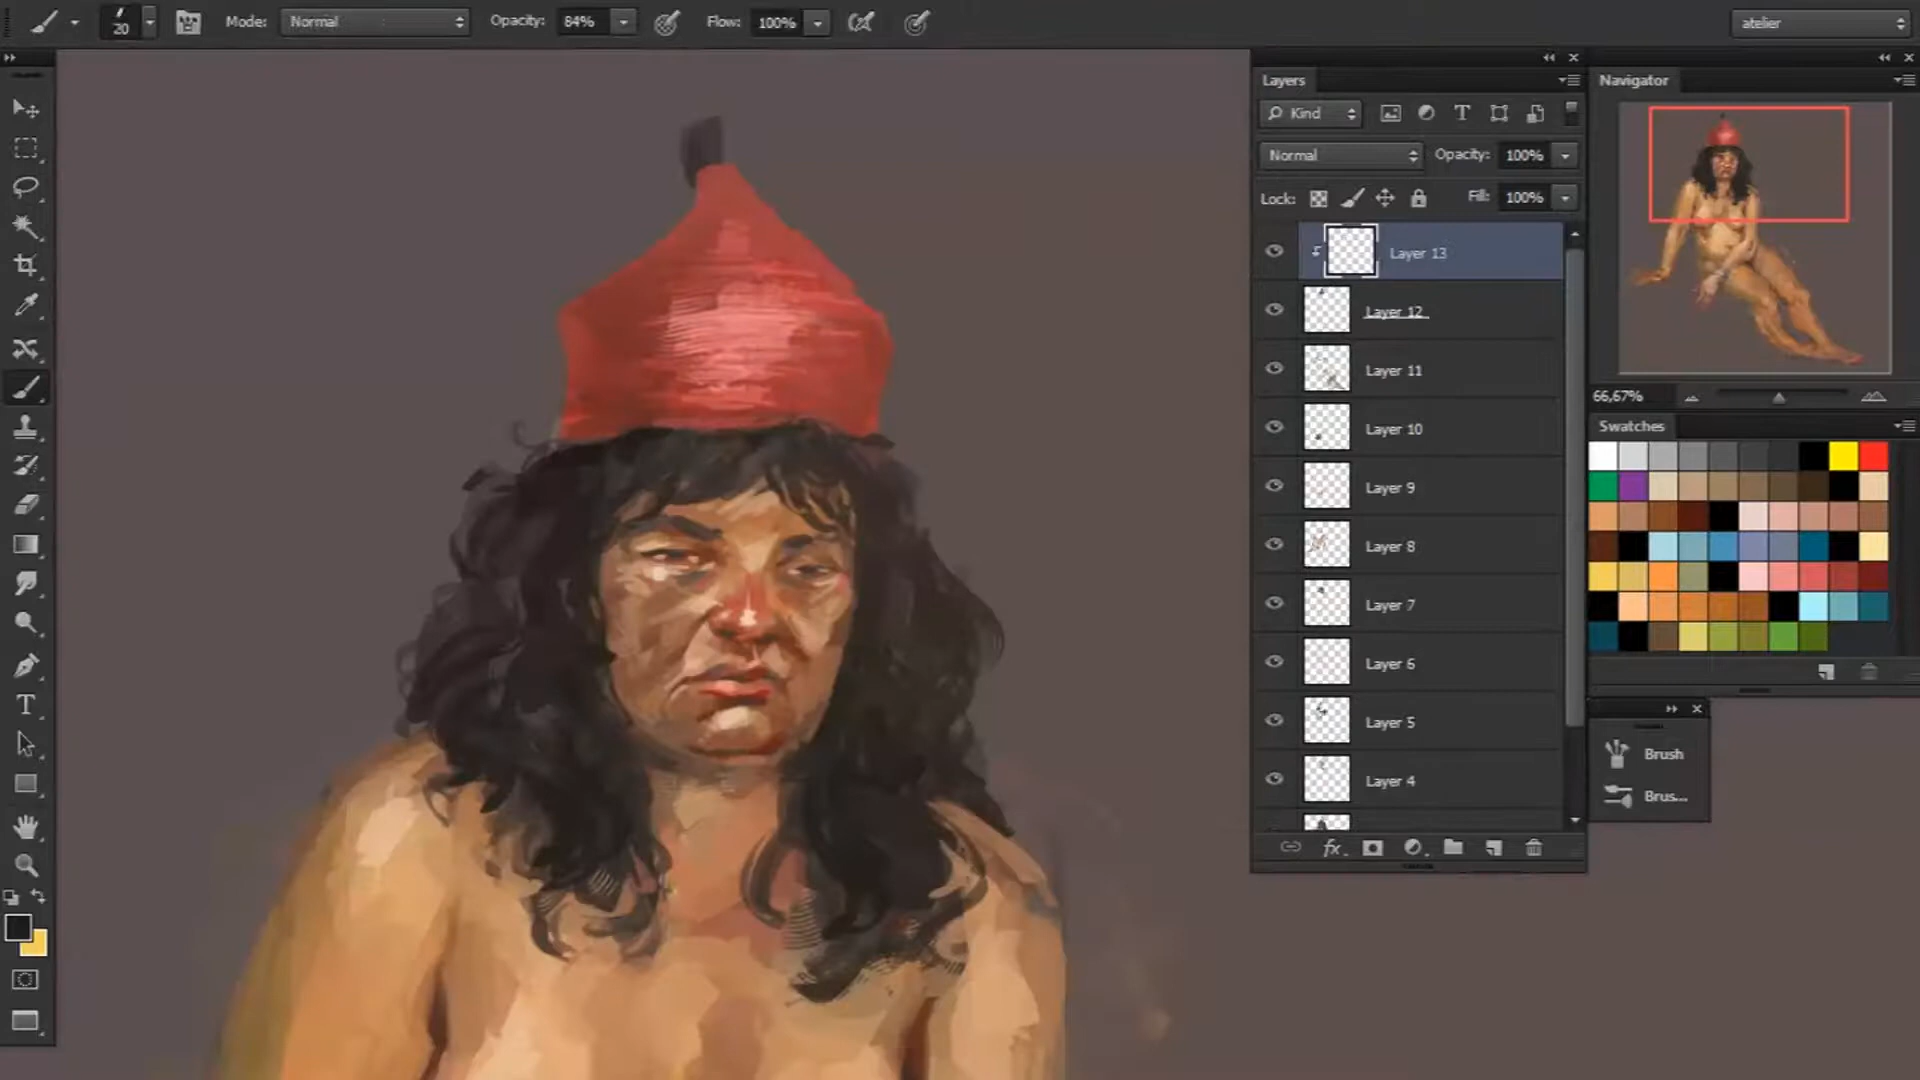 20
Mode:
Normal
Opacity:
84%
Flow:
100%
atelier
Layers
Kind
Normal
Opacity:
100%
Lock:
Fill:
100%
Layer 13
Layer 12
Layer 11
Layer 10
Layer 9
Layer 8
Layer 7
Layer 6
Layer 5
Layer 4
fx
Navigator
66,67%
Swatches
Brush
Brus...